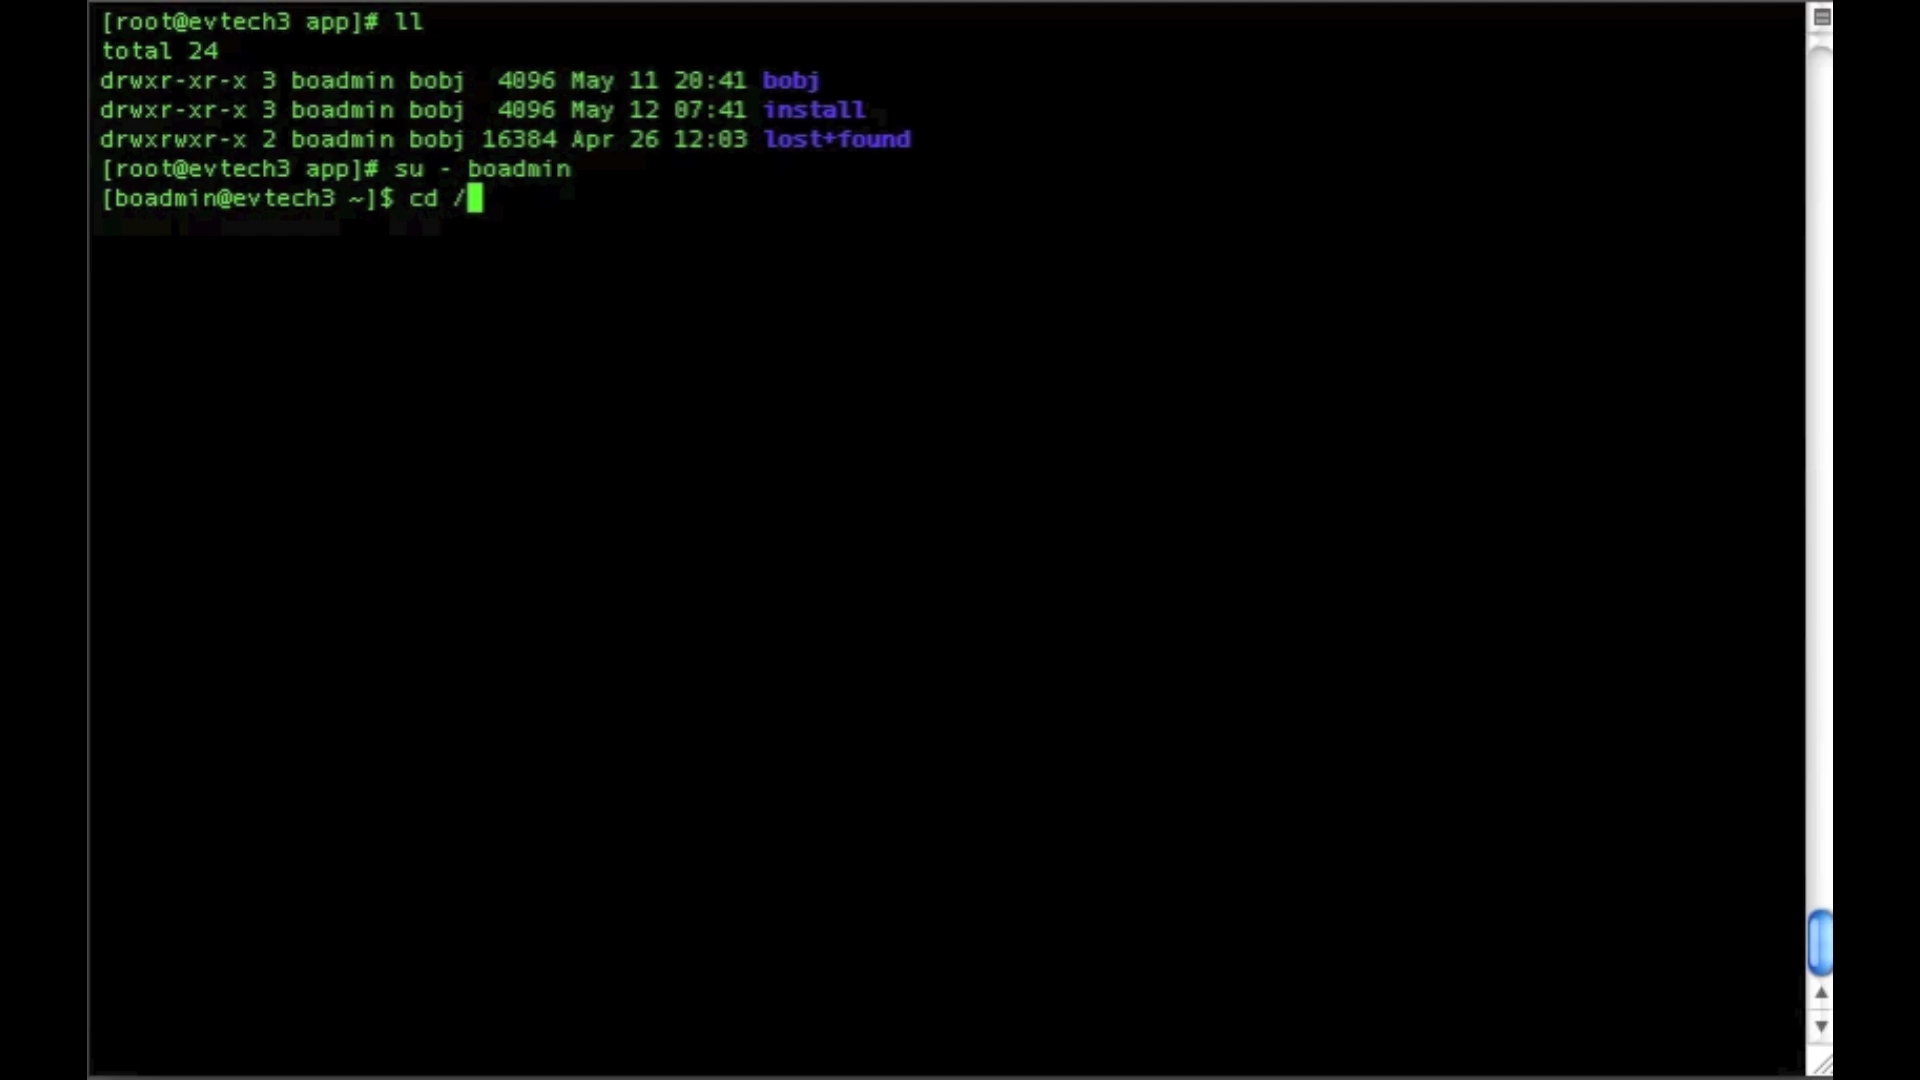 [root@evtech3 app]# ll
total 24
drwxr-xr-x 3 boadmin bobj  4096 May 11 20:41 bobj
drwxr-xr-x 3 boadmin bobj  4096 May 12 07:41 install
drwxrwxr-x 2 boadmin bobj 16384 Apr 26 12:03 lost+found
[root@evtech3 app]# su - boadmin
[boadmin@evtech3 ~]$ cd /